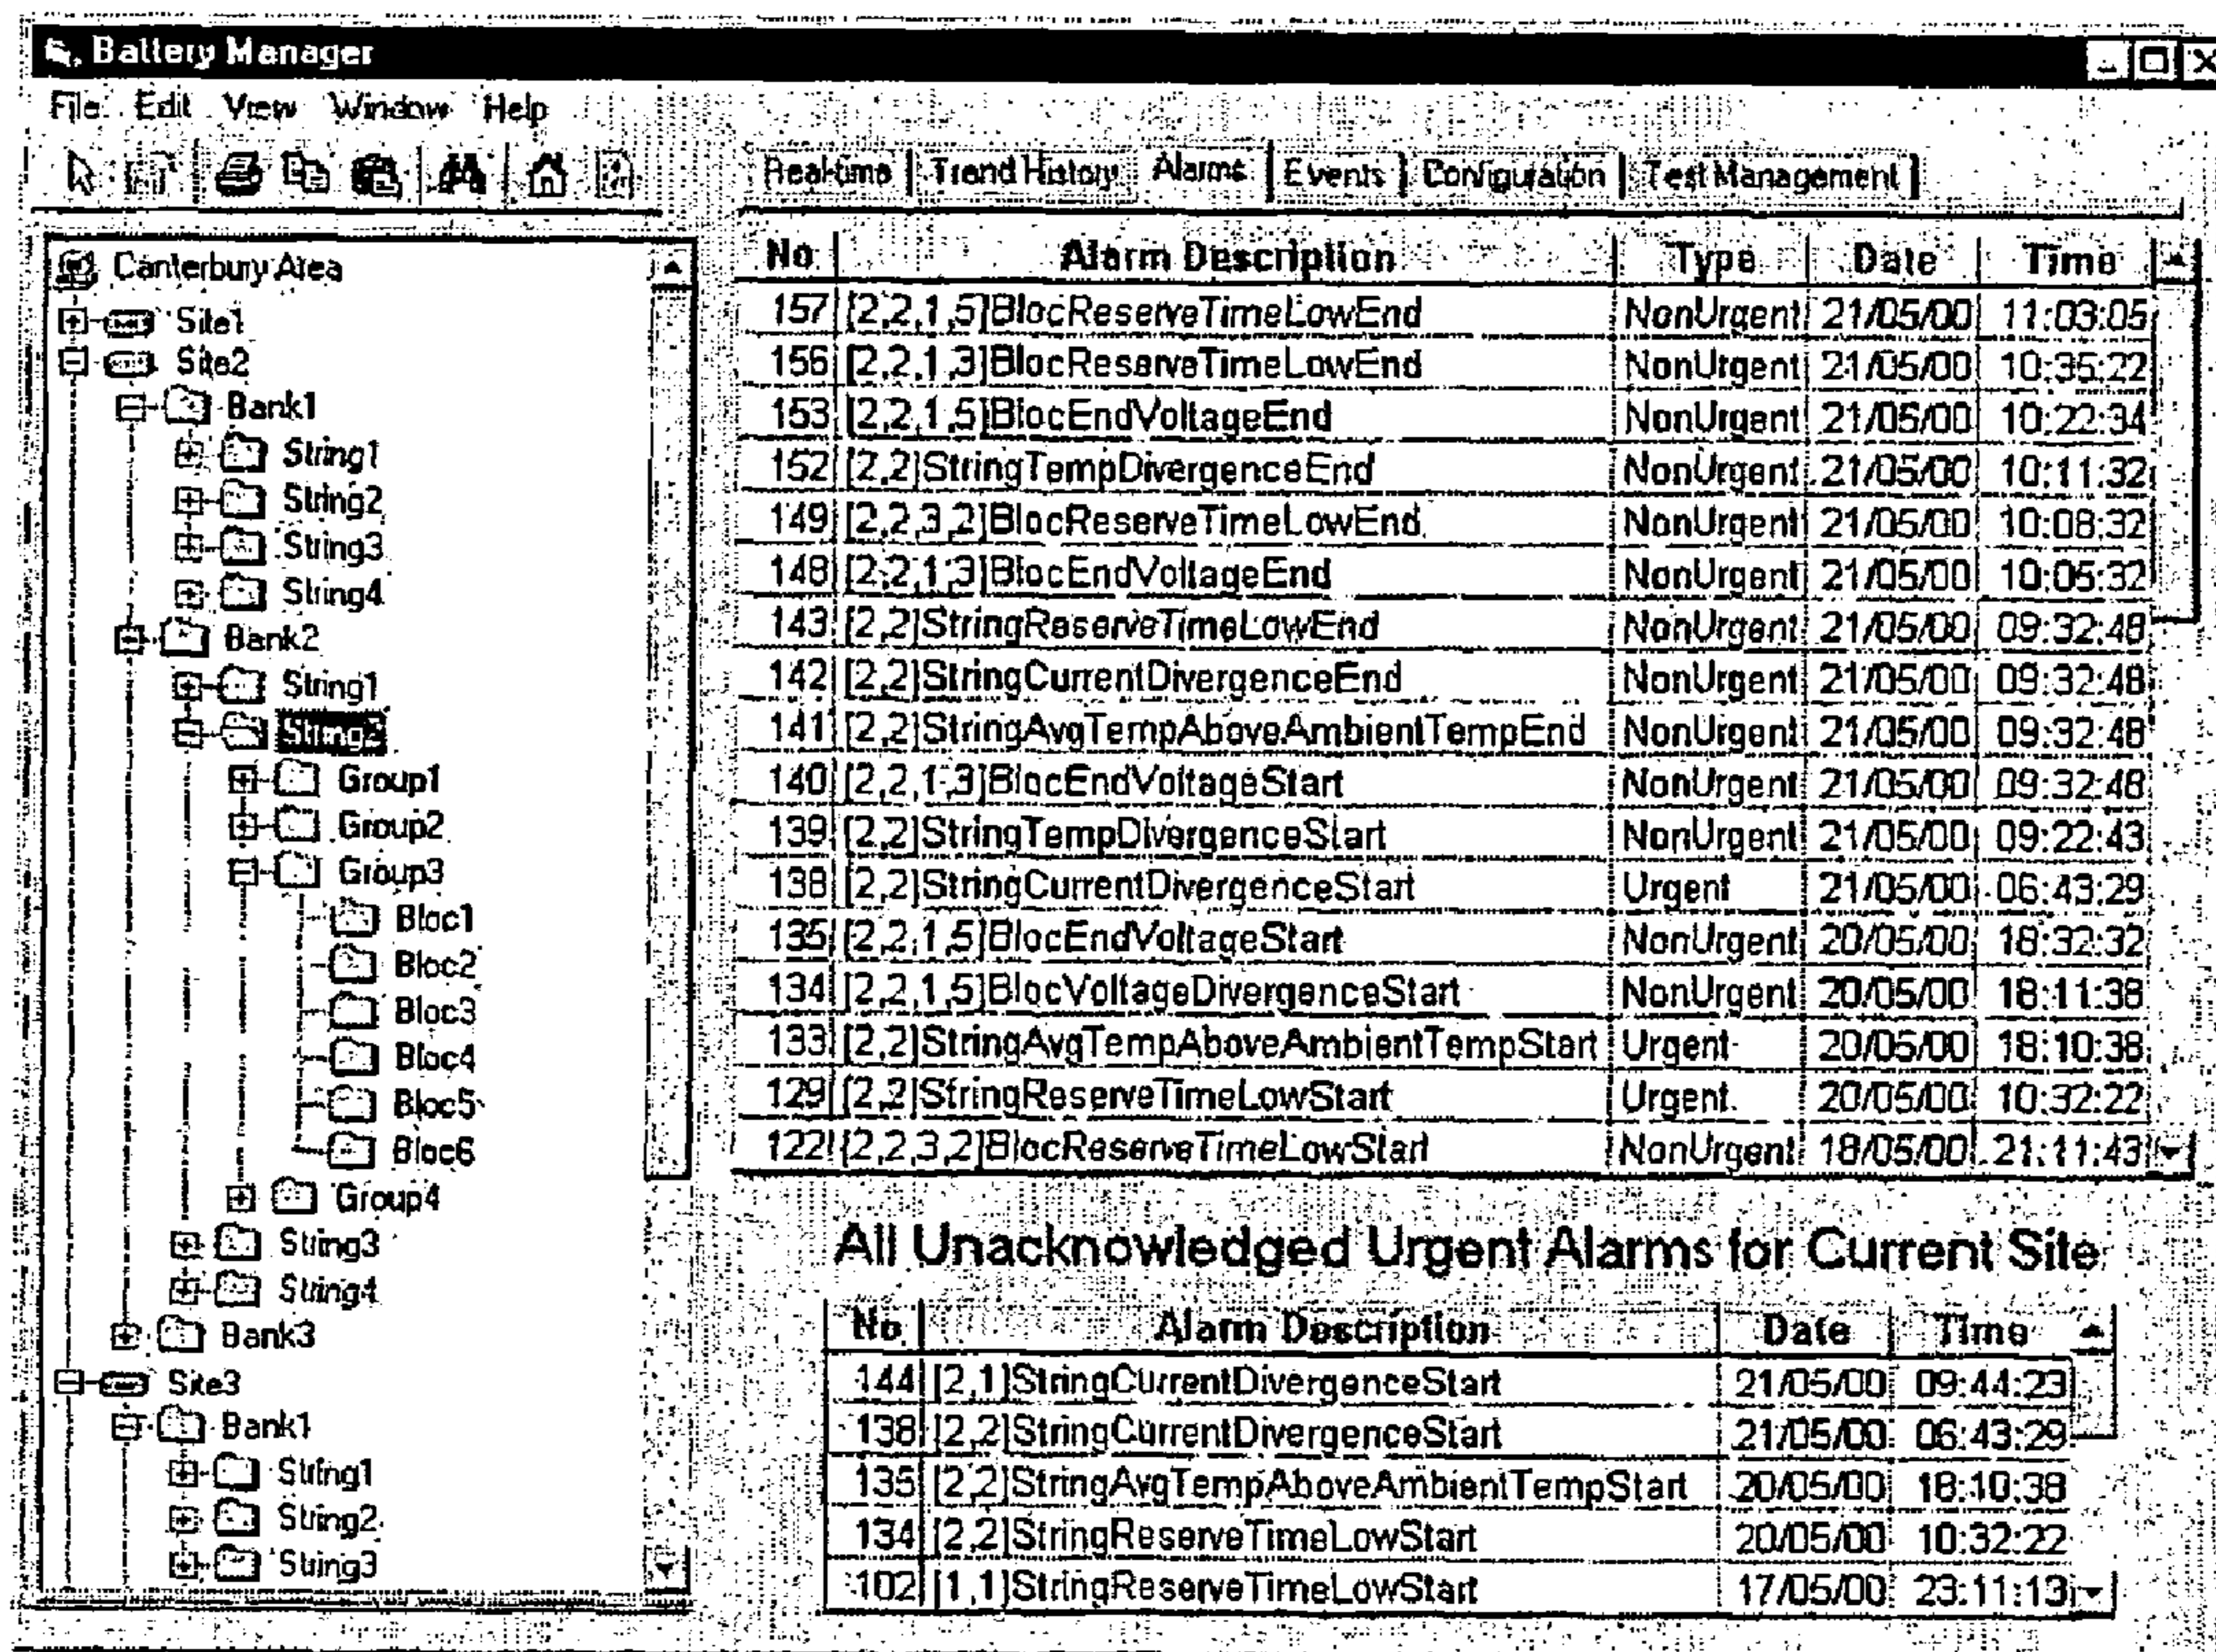 Battery Manager
File Edit View Window Help
Real-time Trend History Alarms Events Configuration Test Management
Canterbury Area
Site1
Site2
Bank1
String1
String2
String3
String4
Bank2
String1
String2
Group1
Group2
Group3
Bloc1
Bloc2
Bloc3
Bloc4
Bloc5
Bloc6
Group4
String3
String4
Bank3
Site3
Bank1
String1
String2
String3
No Alarm Description Type Date Time
157 [2,2,1,5]BlocReserveTimeLowEnd NonUrgent 21/05/00 11:03:05
156 [2,2,1,3]BlocReserveTimeLowEnd NonUrgent 21/05/00 10:35:22
153 [2,2,1,5]BlocEndVoltageEnd NonUrgent 21/05/00 10:22:34
152 [2,2]StringTempDivergenceEnd NonUrgent 21/05/00 10:11:32
149 [2,2,3,2]BlocReserveTimeLowEnd NonUrgent 21/05/00 10:08:32
148 [2,2,1,3]BlocEndVoltageEnd NonUrgent 21/05/00 10:05:32
143 [2,2]StringReserveTimeLowEnd NonUrgent 21/05/00 09:32:48
142 [2,2]StringCurrentDivergenceEnd NonUrgent 21/05/00 09:32:48
141 [2,2]StringAvgTempAboveAmbientTempEnd NonUrgent 21/05/00 09:32:48
140 [2,2,1,3]BlocEndVoltageStart NonUrgent 21/05/00 09:32:48
139 [2,2]StringTempDivergenceStart NonUrgent 21/05/00 09:22:43
138 [2,2]StringCurrentDivergenceStart Urgent 21/05/00 06:43:29
135 [2,2,1,5]BlocEndVoltageStart NonUrgent 20/05/00 18:32:32
134 [2,2,1,5]BlocVoltageDivergenceStart NonUrgent 20/05/00 18:11:38
133 [2,2]StringAvgTempAboveAmbientTempStart Urgent 20/05/00 18:10:38
129 [2,2]StringReserveTimeLowStart Urgent 20/05/00 10:32:22
122 [2,2,3,2]BlocReserveTimeLowStart NonUrgent 18/05/00 21:11:43
All Unacknowledged Urgent Alarms for Current Site
No Alarm Description Date Time
144 [2,1]StringCurrentDivergenceStart 21/05/00 09:44:23
138 [2,2]StringCurrentDivergenceStart 21/05/00 06:43:29
135 [2,2]StringAvgTempAboveAmbientTempStart 20/05/00 18:10:38
134 [2,2]StringReserveTimeLowStart 20/05/00 10:32:22
102 [1,1]StringReserveTimeLowStart 17/05/00 23:11:13